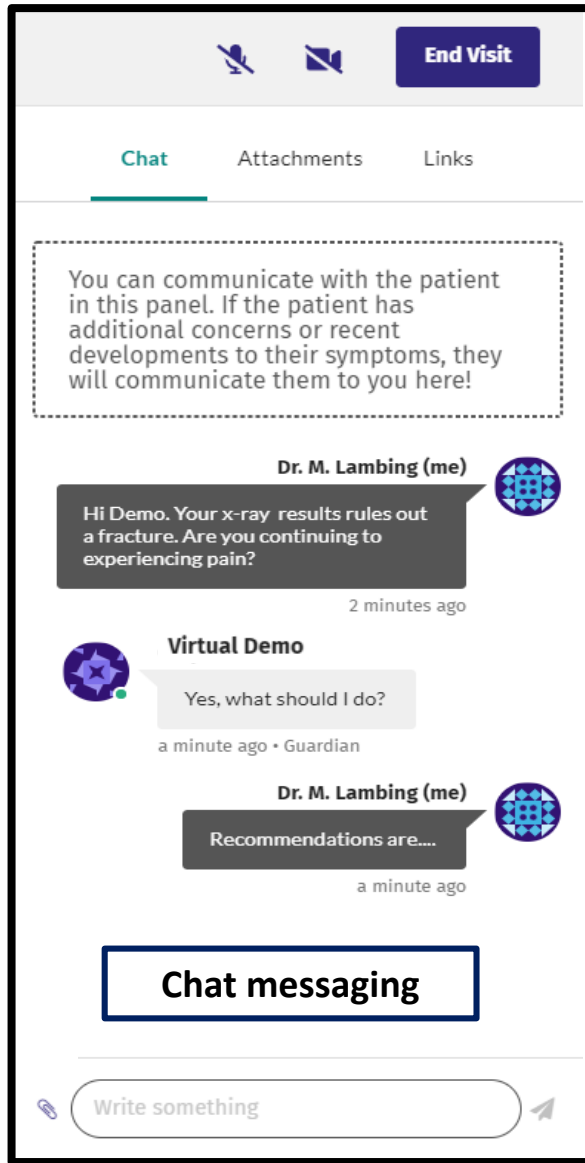 End Visit
Chat Attachments Links
You can communicate with the patient
in this panel. If the patient has
additional concerns or recent
developments to their symptoms, they
will communicate them to you here!
Dr. M. Lambing (me)
Hi Demo. Your x-ray results rules out
a fracture. Are you continuing to
experiencing pain?
2 minutes ago
Virtual Demo
Yes, what should I do?
a minute ago • Guardian
Dr. M. Lambing (me)
Recommendations are....
a minute ago
Chat messaging
Write something